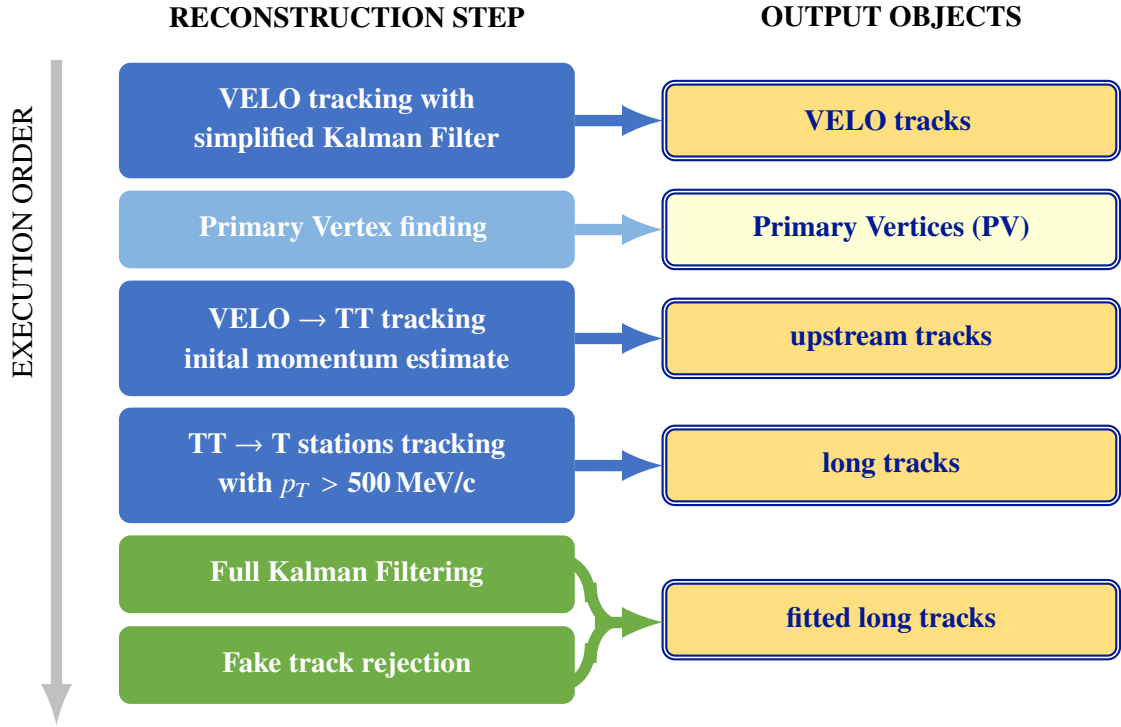 RECONSTRUCTION STEP
OUTPUT OBJECTS
EXECUTION ORDER
VELO tracking with
simplified Kalman Filter
VELO tracks
Primary Vertex finding
Primary Vertices (PV)
VELO → TT tracking
inital momentum estimate
upstream tracks
TT → T stations tracking
with p_T > 500 MeV/c
long tracks
Full Kalman Filtering
Fake track rejection
fitted long tracks